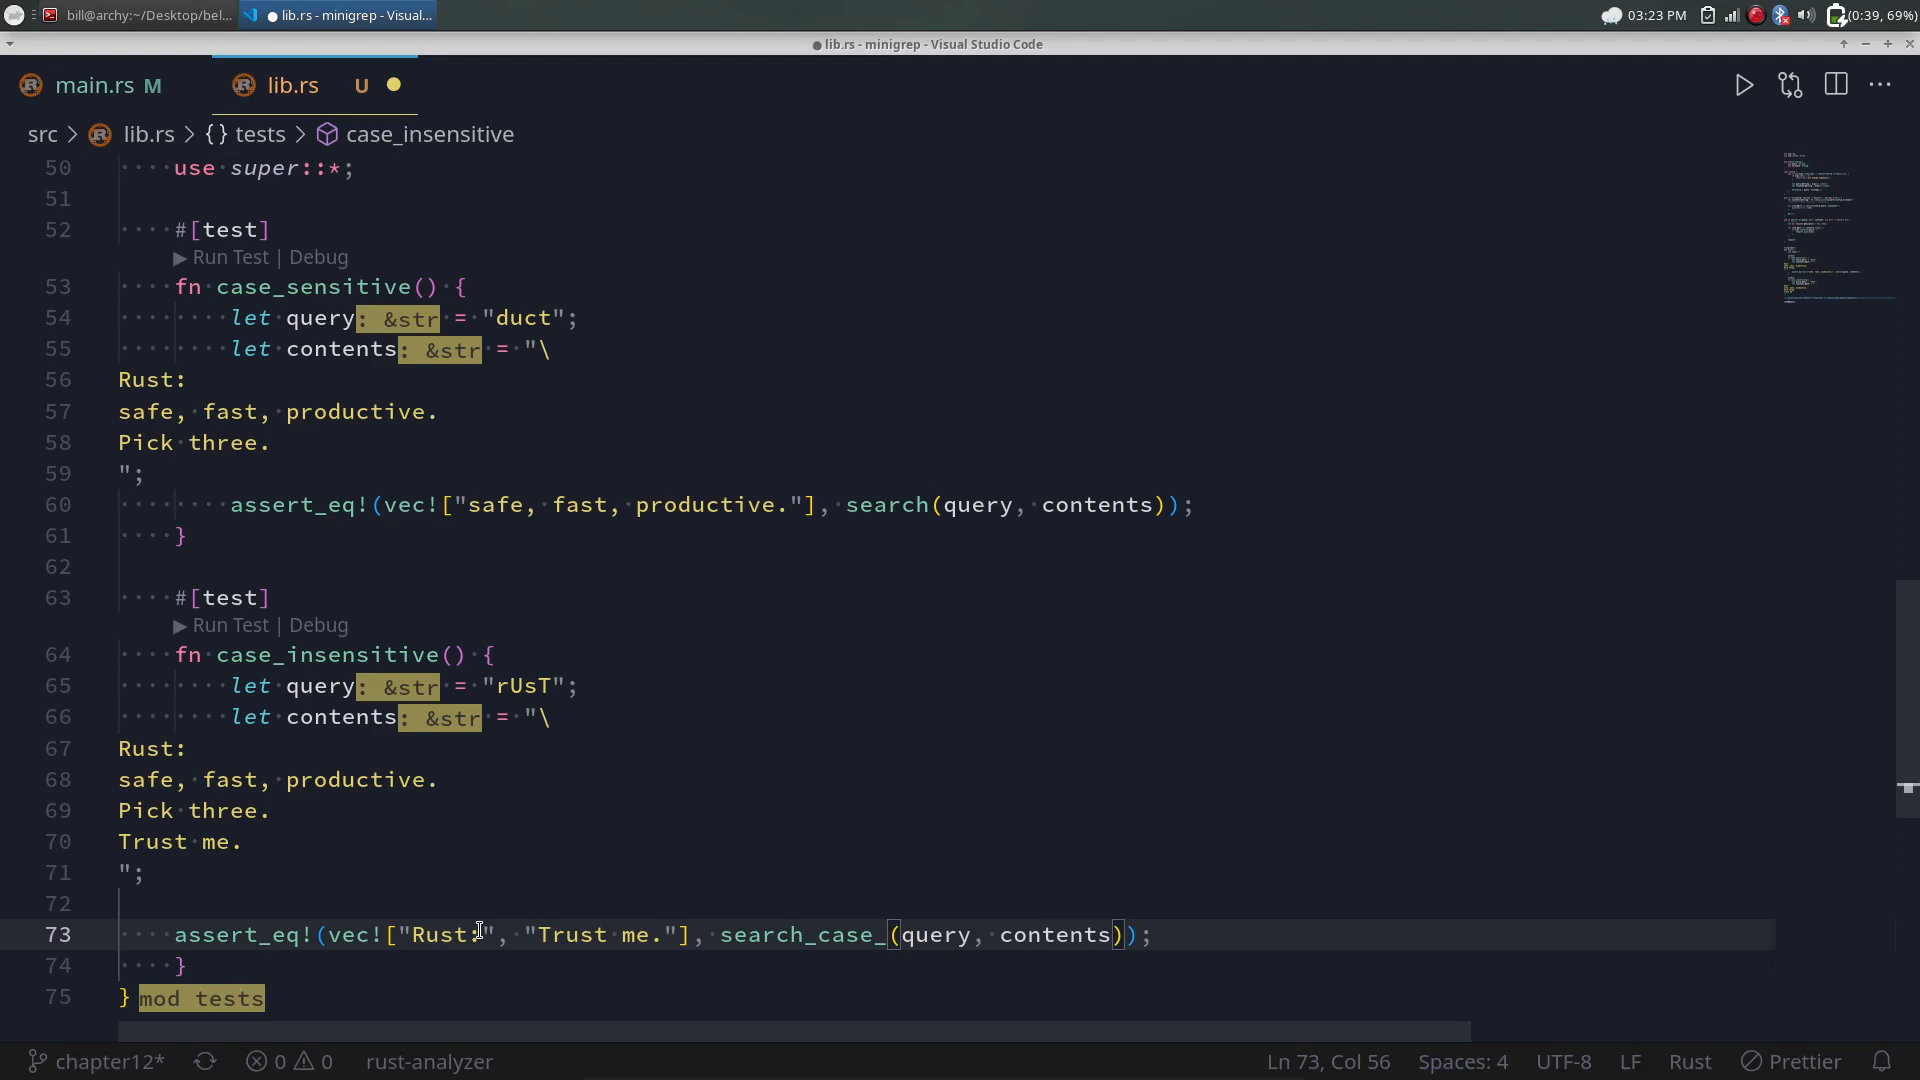 bill@archy:~/Desktop/bel...
● lib.rs - minigrep - Visual...
03:23 PM
(0:39, 69%)
● lib.rs - minigrep - Visual Studio Code
main.rs M
lib.rs U
src > lib.rs > {} tests > case_insensitive
50 use super::*;
51
52 #[test]
▶ Run Test | Debug
53 fn case_sensitive() {
54 let query: &str = "duct";
55 let contents: &str = "\
56 Rust:
57 safe, fast, productive.
58 Pick three.
59 ";
60 assert_eq!(vec!["safe, fast, productive."], search(query, contents));
61 }
62
63 #[test]
▶ Run Test | Debug
64 fn case_insensitive() {
65 let query: &str = "rUsT";
66 let contents: &str = "\
67 Rust:
68 safe, fast, productive.
69 Pick three.
70 Trust me.
71 ";
72
73 assert_eq!(vec!["Rust:", "Trust me."], search_case_(query, contents));
74 }
75 } mod tests
chapter12* 0 0 rust-analyzer Ln 73, Col 56 Spaces: 4 UTF-8 LF Rust Prettier